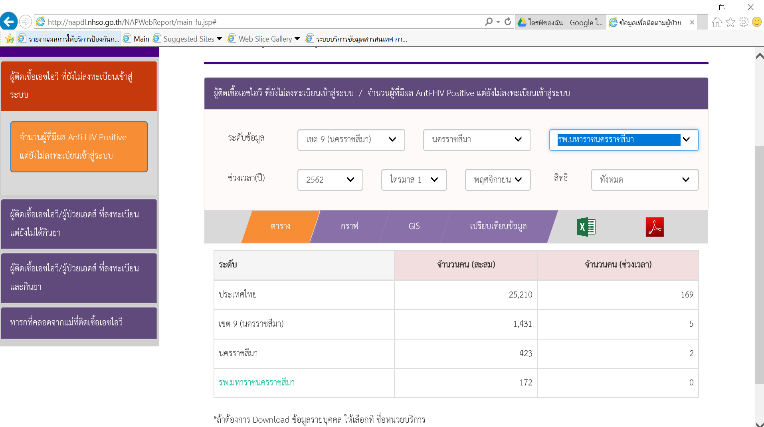 http://napdl.nhso.go.th/NAPWebReport/main_fu.jsp#
ไดรฟ์ของฉัน - Google ไ...
ข้อมูลเพื่อติดตามผู้ป่วย
รายงานผลการให้บริการป้องกันก...
Main
Suggested Sites
Web Slice Gallery
ระบบบริการข้อมูลสารสนเทศ กา...
ผู้ติดเชื้อเอชไอวี ที่ยังไม่ลงทะเบียนเข้าสู่
ระบบ
จำนวนผู้ที่มีผล Anti-HIV Positive
แต่ยังไม่ลงทะเบียนเข้าสู่ระบบ
ผู้ติดเชื้อเอชไอวี/ผู้ป่วยเอดส์ ที่ลงทะเบียน
แต่ยังไม่ได้กินยา
ผู้ติดเชื้อเอชไอวี/ผู้ป่วยเอดส์ ที่ลงทะเบียน
และกินยา
ทารกที่คลอดจากแม่ที่ติดเชื้อเอชไอวี
ผู้ติดเชื้อเอชไอวี ที่ยังไม่ลงทะเบียนเข้าสู่ระบบ / จำนวนผู้ที่มีผล Anti-HIV Positive แต่ยังไม่ลงทะเบียนเข้าสู่ระบบ
ระดับข้อมูล เขต 9 (นครราชสีมา) นครราชสีมา รพ.มหาราชนครราชสีมา
ช่วงเวลา(ปี) 2562 ไตรมาส 1 พฤศจิกายน สิทธิ ทั้งหมด
ตาราง กราฟ GIS เปรียบเทียบข้อมูล
ระดับ จำนวนคน (สะสม) จำนวนคน (ช่วงเวลา)
ประเทศไทย 25,210 169
เขต 9 (นครราชสีมา) 1,431 5
นครราชสีมา 423 2
รพ.มหาราชนครราชสีมา 172 0
*ถ้าต้องการ Download ข้อมูลรายบุคคล ให้เลือกที่ ชื่อหน่วยบริการ